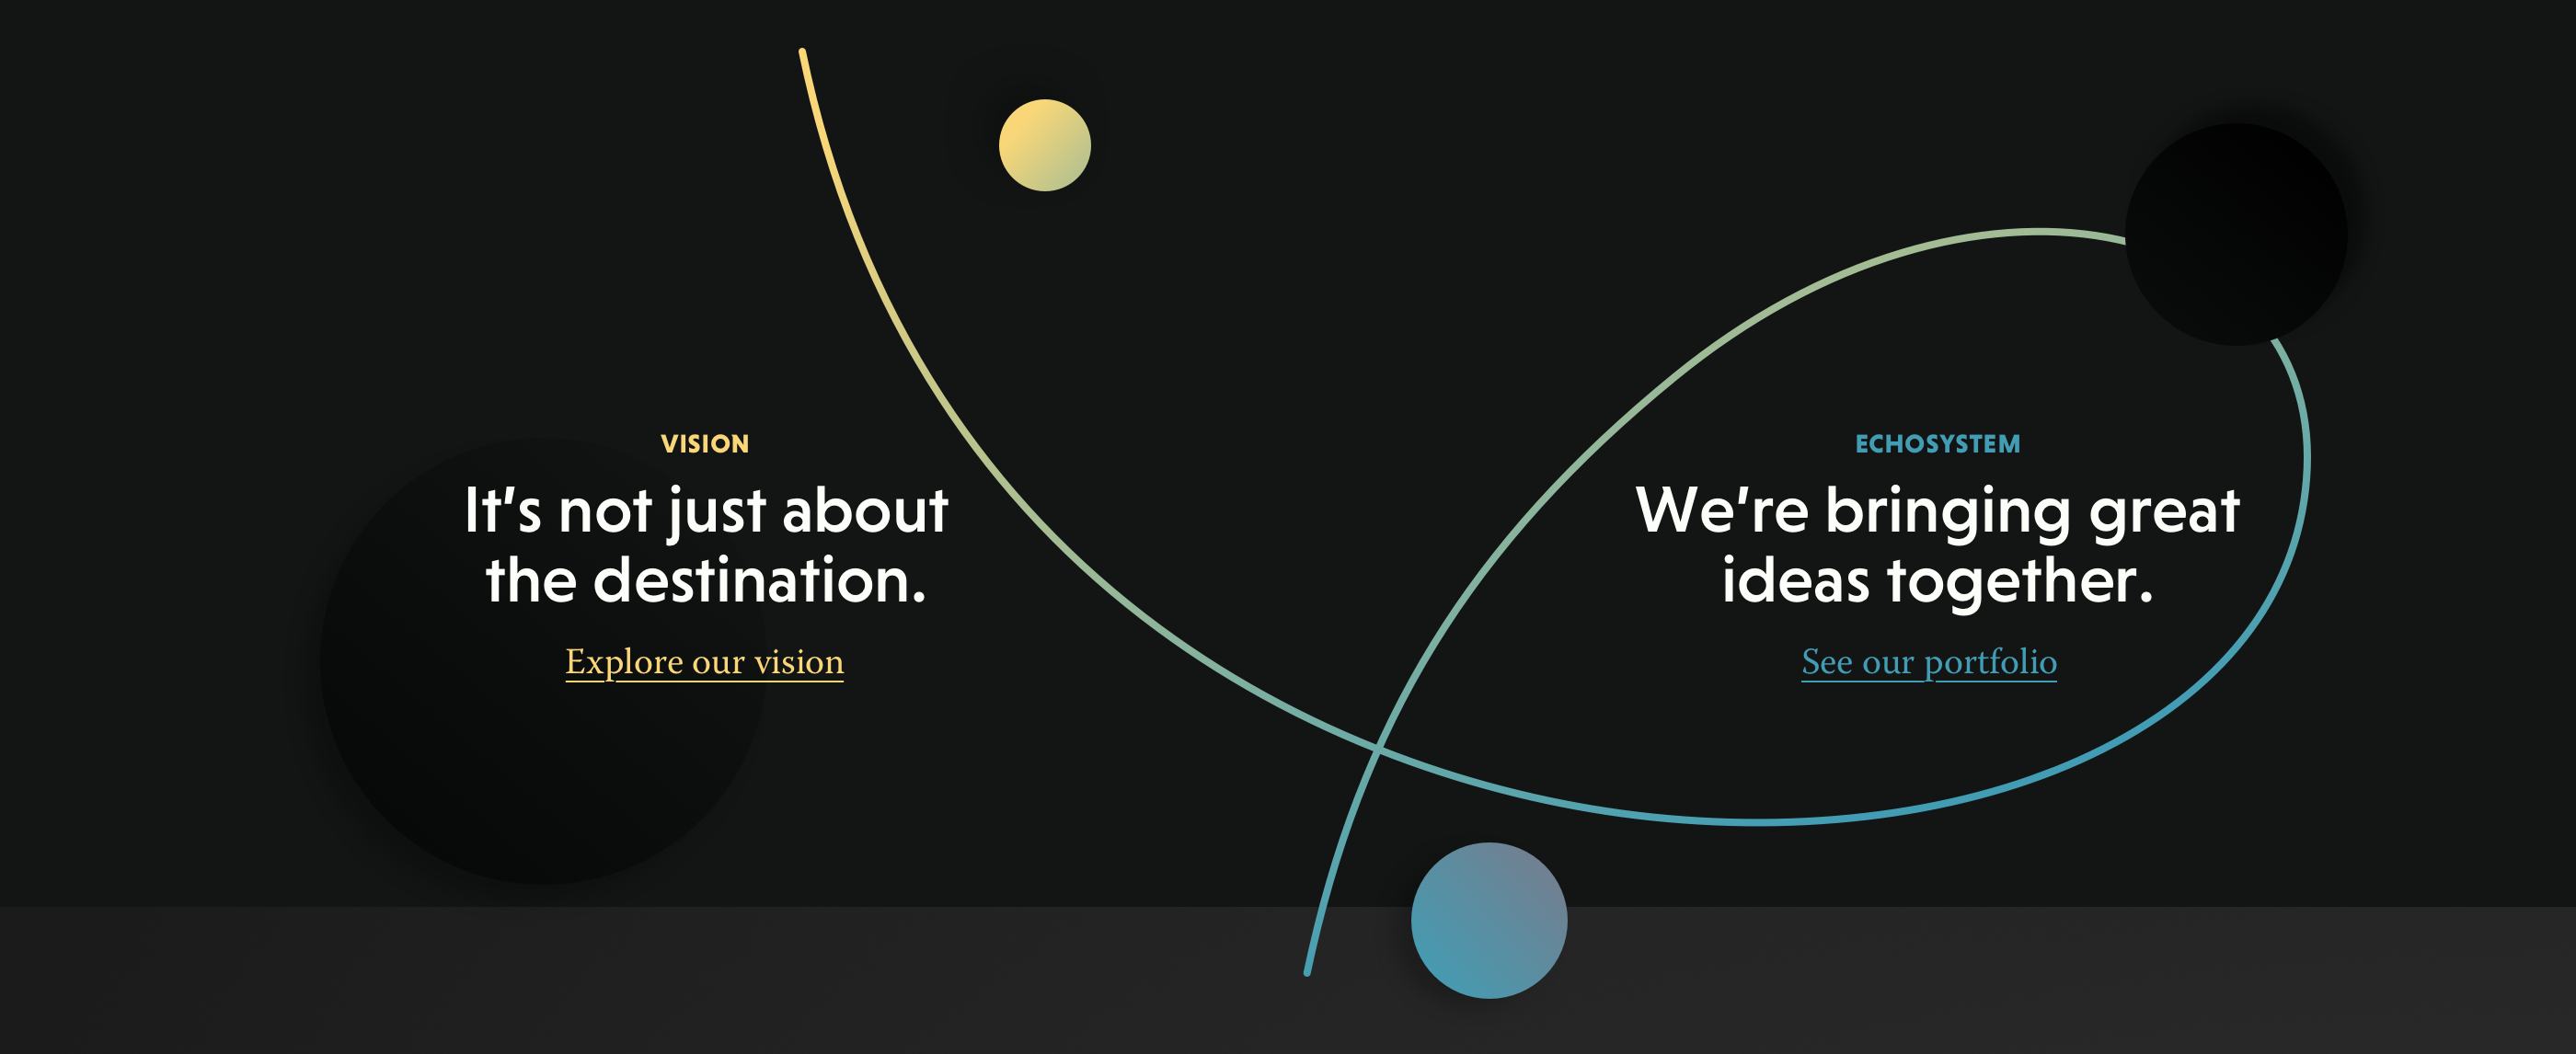 VISION
It's not just about
the destination.
Explore our vision
ECHOSYSTEM
We're bringing great
ideas together.
See our portfolio